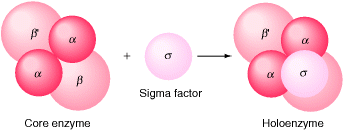 β' α + σ β' α
α β α σ
Sigma factor
Core enzyme Holoenzyme